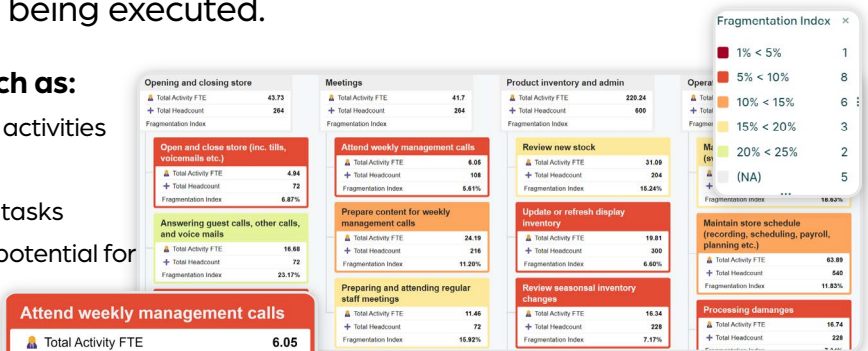 being executed.
ch as:
activities
tasks
potential for
Opening and closing store
Total Activity FTE 43.73
Total Headcount 264
Fragmentation Index
Open and close store (inc. tills,
voicemails etc.)
Total Activity FTE 4.94
Total Headcount 72
Fragmentation Index 6.87%
Answering guest calls, other calls,
and voice mails
Total Activity FTE 16.68
Total Headcount 72
Fragmentation Index 23.17%
Meetings
Total Activity FTE 41.7
Total Headcount 264
Fragmentation Index
Attend weekly management calls
Total Activity FTE 6.05
Total Headcount 108
Fragmentation Index 5.61%
Prepare content for weekly
management calls
Total Activity FTE 24.19
Total Headcount 216
Fragmentation Index 11.20%
Preparing and attending regular
staff meetings
Total Activity FTE 11.46
Total Headcount 72
Fragmentation Index 15.92%
Product inventory and admin
Total Activity FTE 220.24
Total Headcount 600
Fragmentation Index
Review new stock
Total Activity FTE 31.09
Total Headcount 204
Fragmentation Index 15.24%
Update or refresh display
inventory
Total Activity FTE 19.81
Total Headcount 300
Fragmentation Index 6.60%
Review seasonsal inventory
changes
Total Activity FTE 16.34
Total Headcount 228
Fragmentation Index 7.17%
Maintain store schedule
(recording, scheduling, payroll,
planning etc.)
Total Activity FTE 63.89
Total Headcount 540
Fragmentation Index 11.83%
Processing damanges
Total Activity FTE 16.74
Total Headcount 228
Fragmentation Index × 
1% < 5% 1
5% < 10% 8
10% < 15% 6
15% < 20% 3
20% < 25% 2
(NA) 5
Attend weekly management calls
Total Activity FTE 6.05